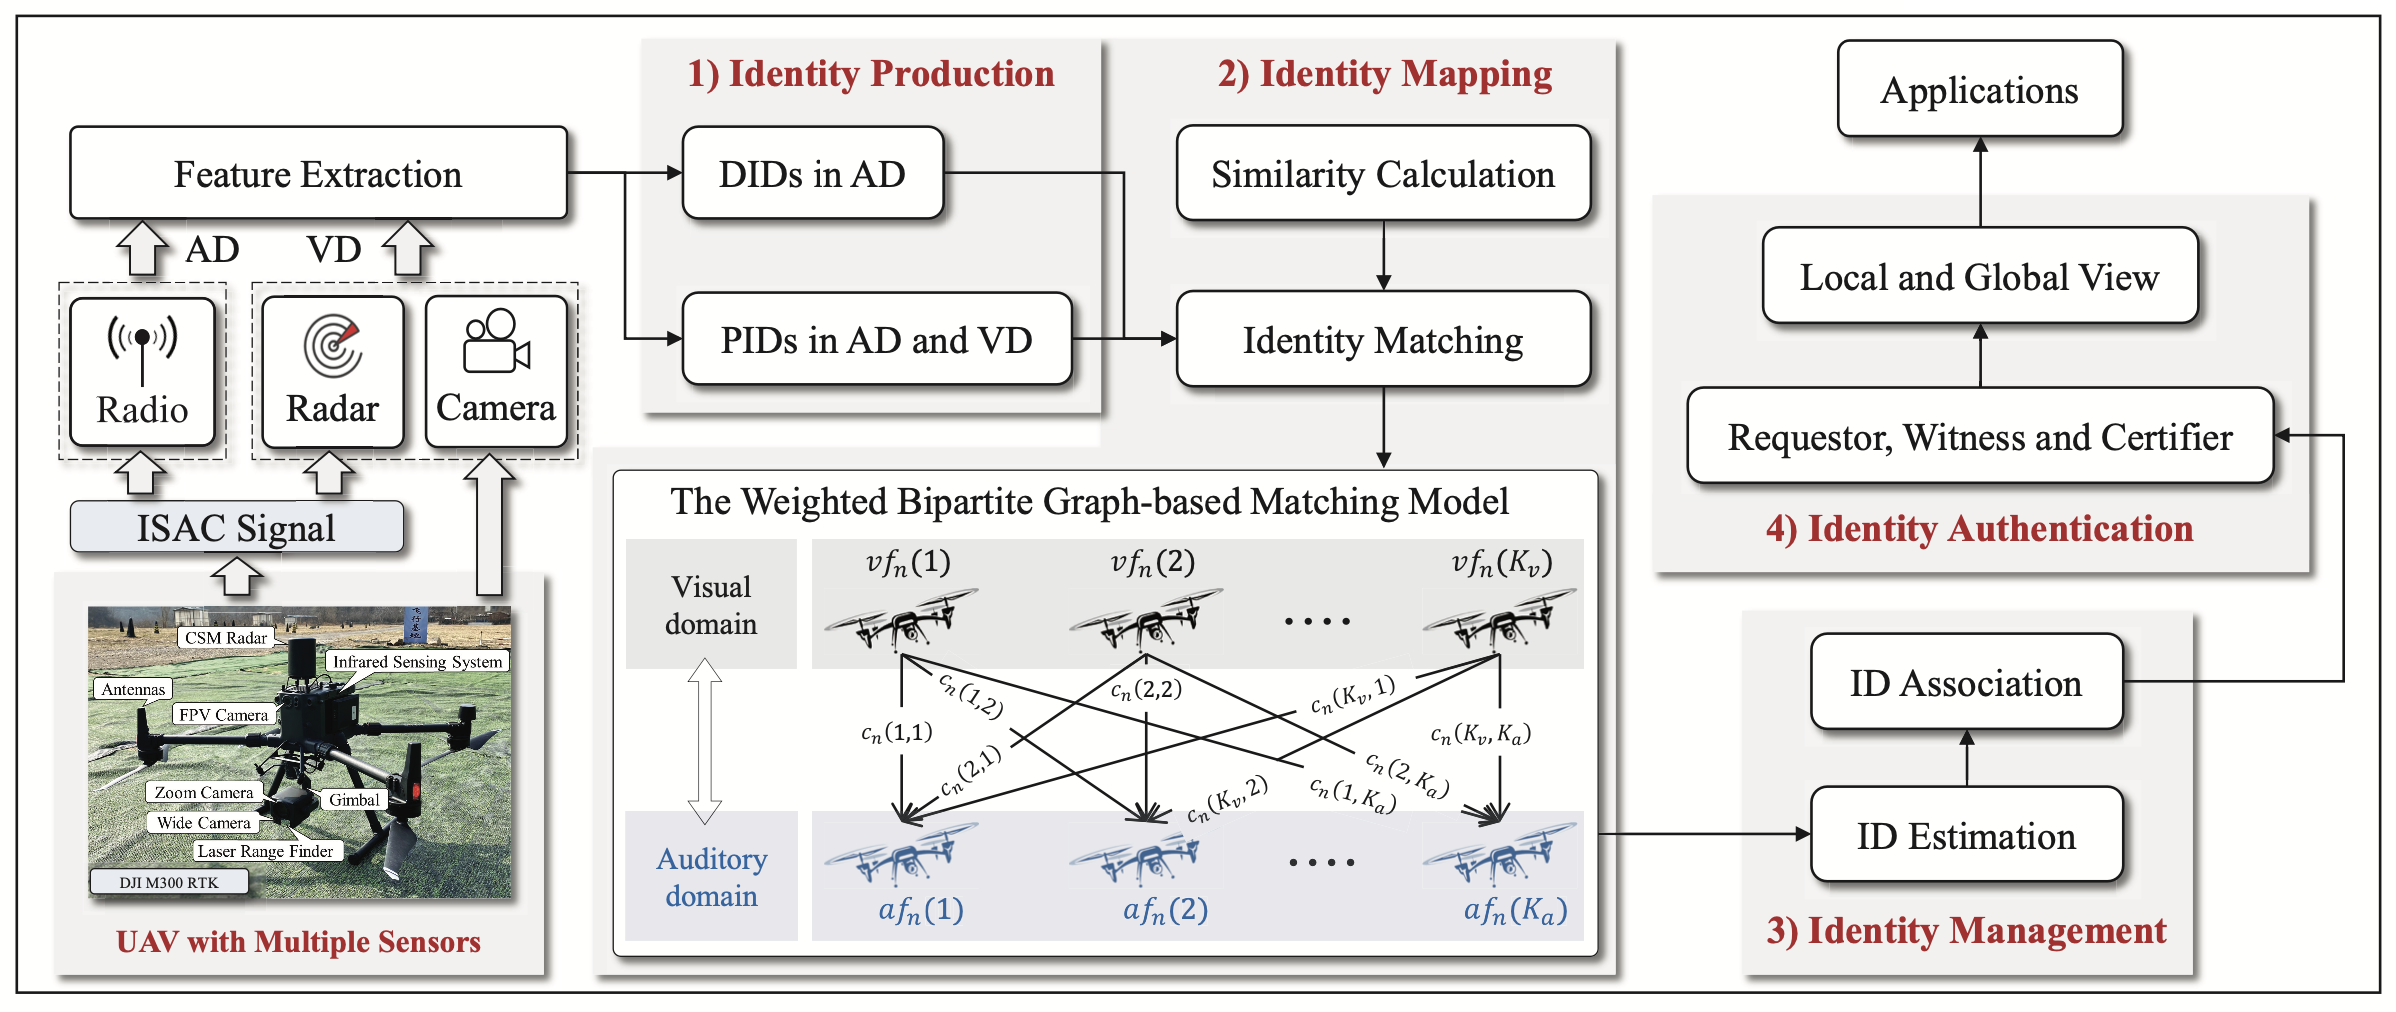 1) Identity Production
2) Identity Mapping
Applications
Feature Extraction
DIDs in AD
Similarity Calculation
AD
VD
Local and Global View
PIDs in AD and VD
Identity Matching
Radio
Radar
Camera
Requestor, Witness and Certifier
4) Identity Authentication
ISAC Signal
The Weighted Bipartite Graph-based Matching Model
Visual
domain
vfₙ(1)
vfₙ(2)
vfₙ(Kᵥ)
....
cₙ(1,1)
cₙ(1,2)
cₙ(2,2)
cₙ(Kᵥ,1)
cₙ(Kᵥ,Kₐ)
cₙ(2,1)
cₙ(Kᵥ,2)
cₙ(1,Kₐ)
cₙ(2,Kₐ)
Auditory
domain
....
afₙ(1)
afₙ(2)
afₙ(Kₐ)
CSM Radar
Infrared Sensing System
Antennas
FPV Camera
Zoom Camera
Gimbal
Wide Camera
Laser Range Finder
DJI M300 RTK
UAV with Multiple Sensors
ID Association
ID Estimation
3) Identity Management